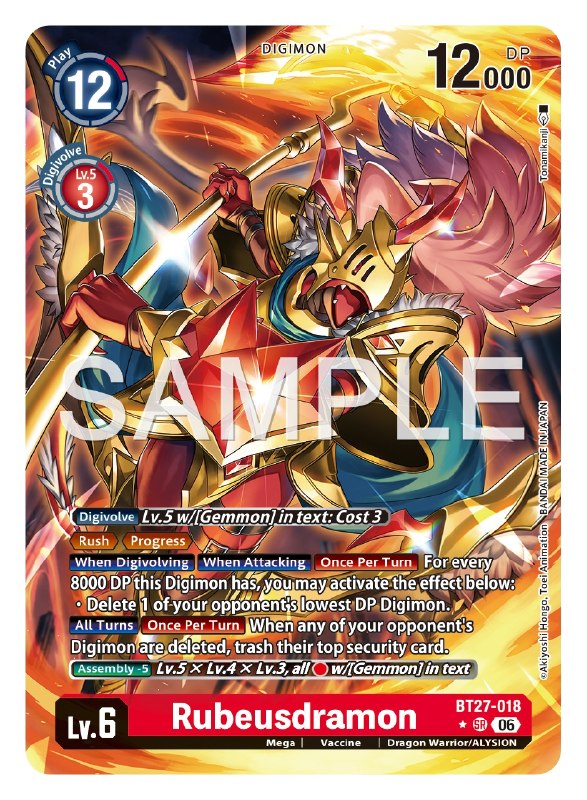 DIGIMON
Play
12
12000
DP
Digivolve
Lv.5
3
Tonamikanji
SAMPLE
©Akiyoshi Hongo, Toei Animation ・BANDAI MADE IN JAPAN
Digivolve Lv.5 w/[Gemmon] in text: Cost 3
Rush Progress
When Digivolving When Attacking Once Per Turn For every
8000 DP this Digimon has, you may activate the effect below:
・Delete 1 of your opponent's lowest DP Digimon.
All Turns Once Per Turn When any of your opponent's
Digimon are deleted, trash their top security card.
Assembly -5 Lv.5 × Lv.4 × Lv.3, all w/[Gemmon] in text
Lv.6
Rubeusdramon
BT27-018
★ SR 06
Mega | Vaccine | Dragon Warrior/ALYSION